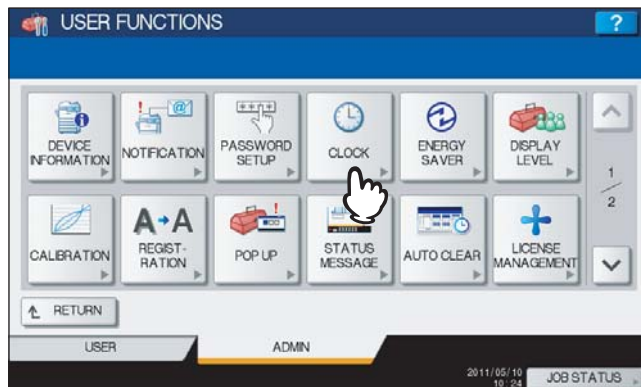 USER FUNCTIONS
?
DEVICE
INFORMATION
NOTIFICATION
PASSWORD
SETUP
CLOCK
ENERGY
SAVER
DISPLAY
LEVEL
1
2
CALIBRATION
A→A
REGIST-
RATION
POP UP
STATUS
MESSAGE
AUTO CLEAR
LICENSE
MANAGEMENT
RETURN
USER
ADMIN
2011/05/10
10:24
JOB STATUS